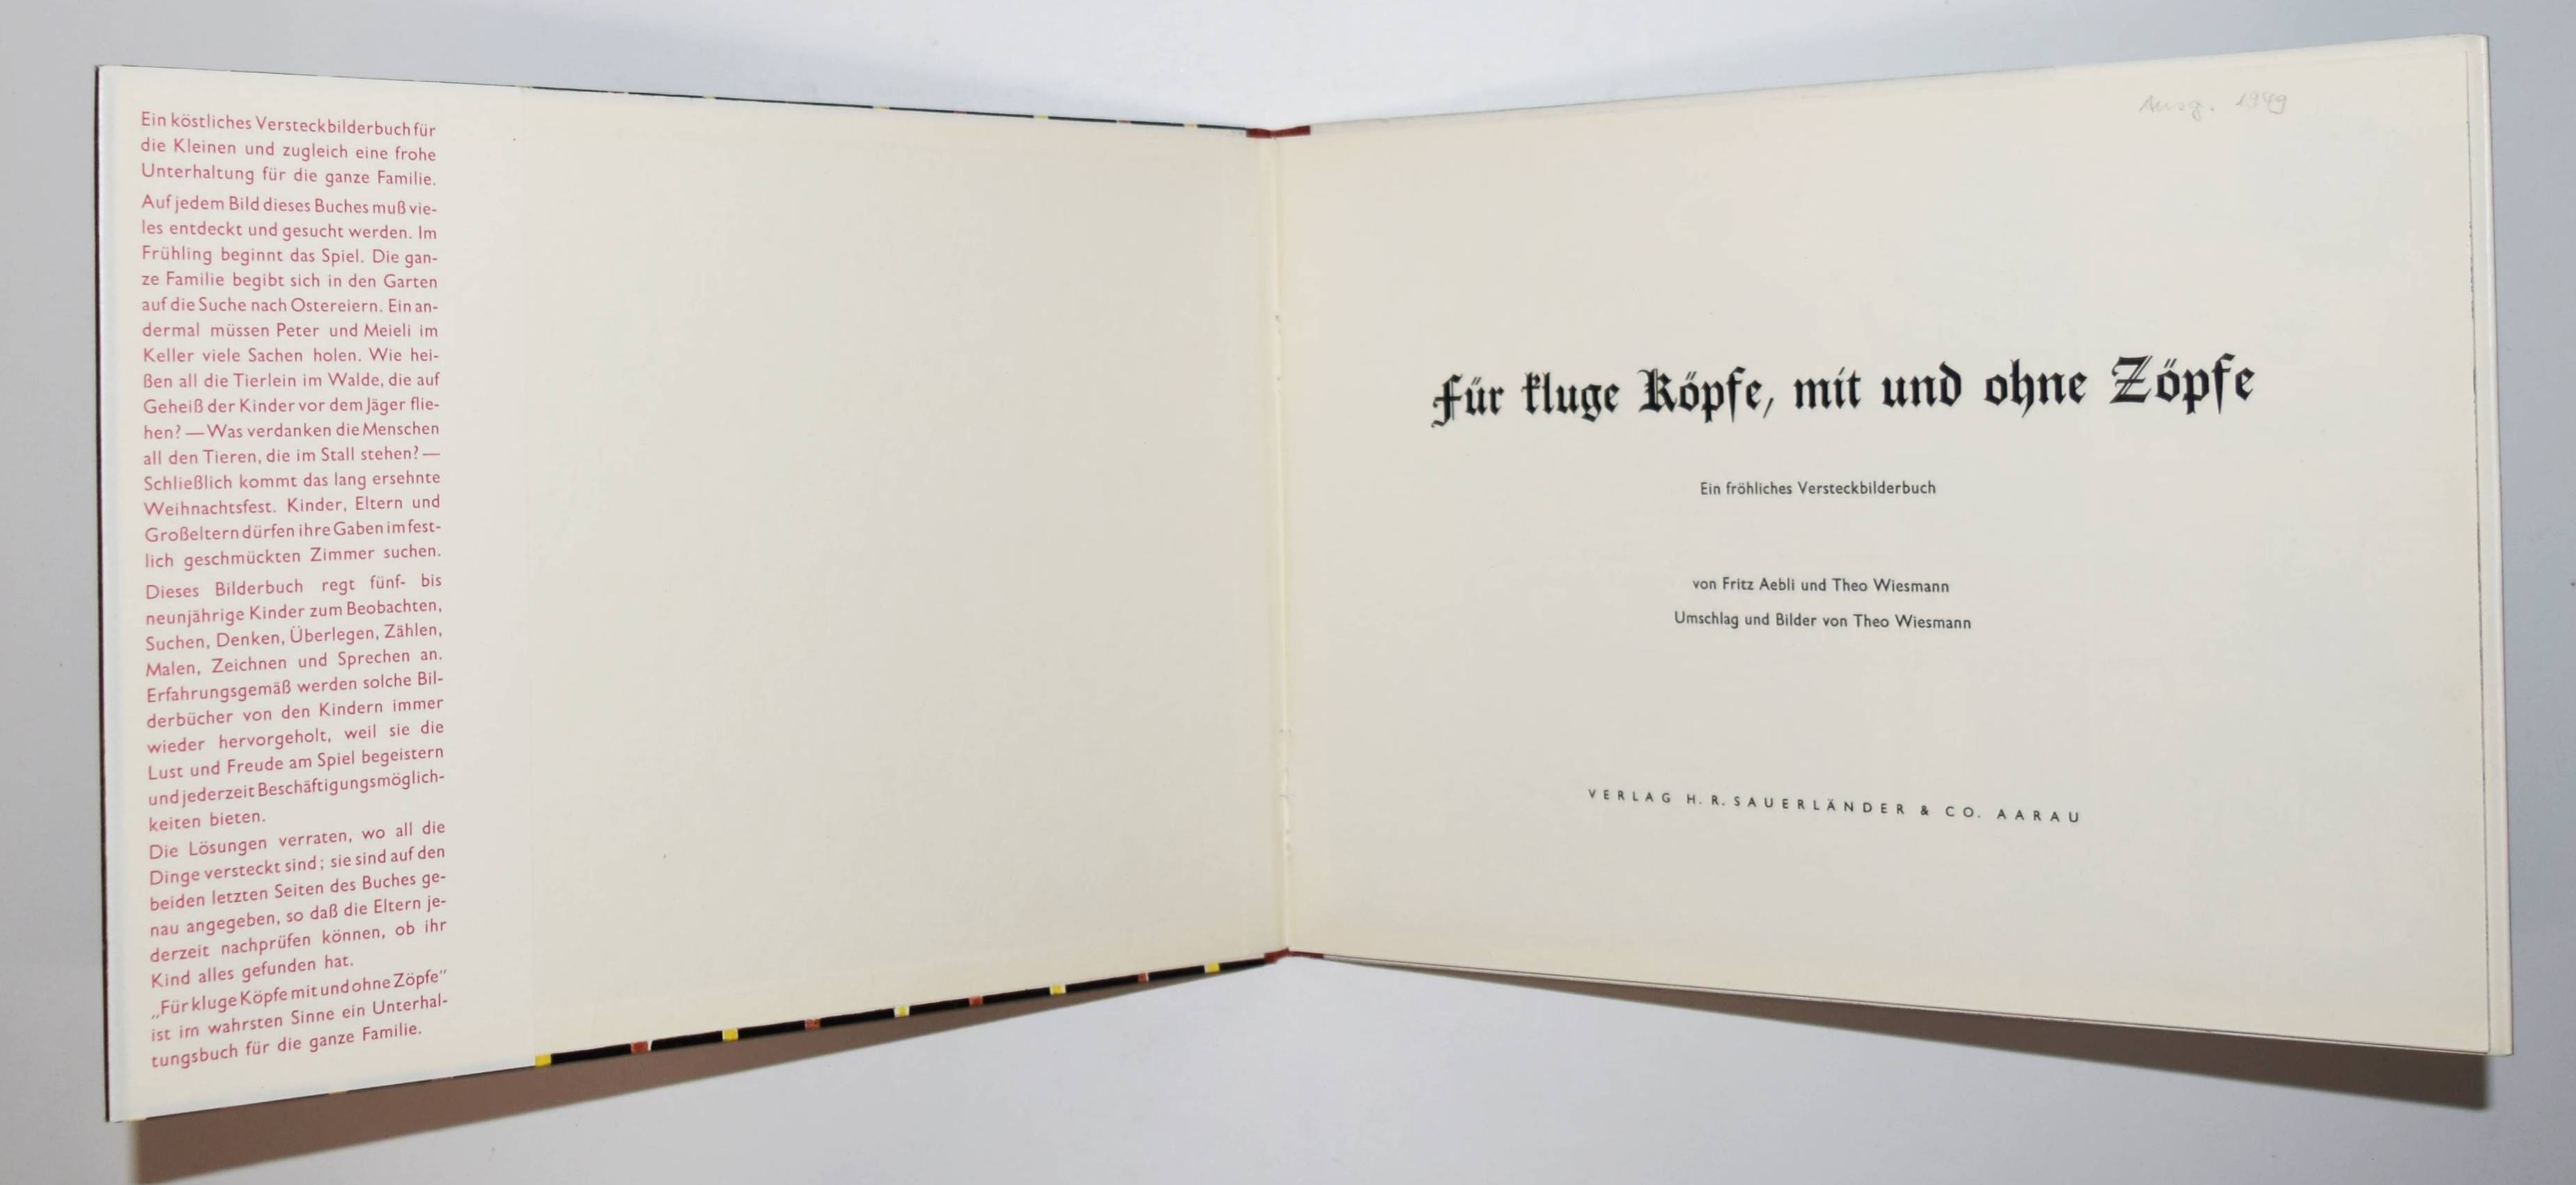 Ein köstliches Versteckbilderbuch für
die Kleinen und zugleich eine frohe
Unterhaltung für die ganze Familie.
Auf jedem Bild dieses Buches muß vie-
les entdeckt und gesucht werden. Im
Frühling beginnt das Spiel. Die gan-
ze Familie begibt sich in den Garten
auf die Suche nach Ostereiern. Ein an-
dermal müssen Peter und Meieli im
Keller viele Sachen holen. Wie hei-
ßen all die Tierlein im Walde, die auf
Geheiß der Kinder vor dem Jäger flie-
hen? — Was verdanken die Menschen
all den Tieren, die im Stall stehen? —
Schließlich kommt das lang ersehnte
Weihnachtsfest. Kinder, Eltern und
Großeltern dürfen ihre Gaben im fest-
lich geschmückten Zimmer suchen.
Dieses Bilderbuch regt fünf- bis
neunjährige Kinder zum Beobachten,
Suchen, Denken, Überlegen, Zählen,
Malen, Zeichnen und Sprechen an.
Erfahrungsgemäß werden solche Bil-
derbücher von den Kindern immer
wieder hervorgeholt, weil sie die
Lust und Freude am Spiel begeistern
und jederzeit Beschäftigungsmöglich-
keiten bieten.
Die Lösungen verraten, wo all die
Dinge versteckt sind; sie sind auf den
beiden letzten Seiten des Buches ge-
nau angegeben, so daß die Eltern je-
derzeit nachprüfen können, ob ihr
Kind alles gefunden hat.
„Für kluge Köpfe mit und ohne Zöpfe“
ist im wahrsten Sinne ein Unterhal-
tungsbuch für die ganze Familie.
Ausg. 1949
Für kluge Köpfe, mit und ohne Zöpfe
Ein fröhliches Versteckbilderbuch
von Fritz Aebli und Theo Wiesmann
Umschlag und Bilder von Theo Wiesmann
VERLAG H. R. SAUERLÄNDER & CO. AARAU